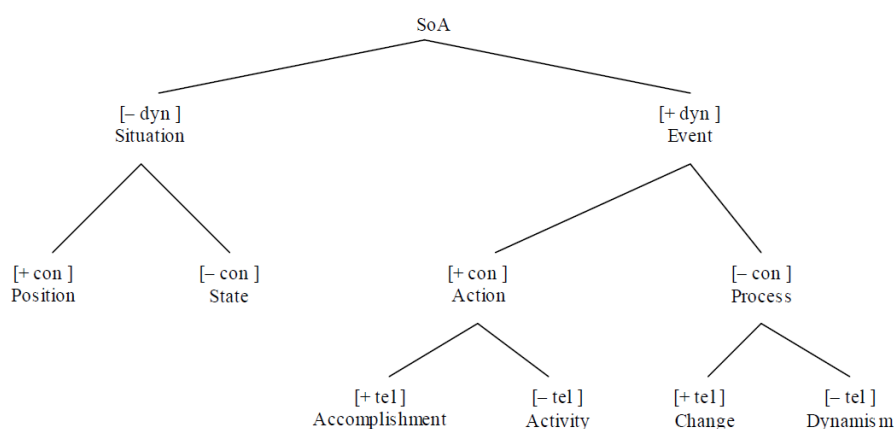 SoA
[– dyn ] [+ dyn ]
Situation Event
[+ con ] [– con ] [+ con ] [– con ]
Position State Action Process
[+ tel ] [– tel ] [+ tel ] [– tel ]
Accomplishment Activity Change Dynamism